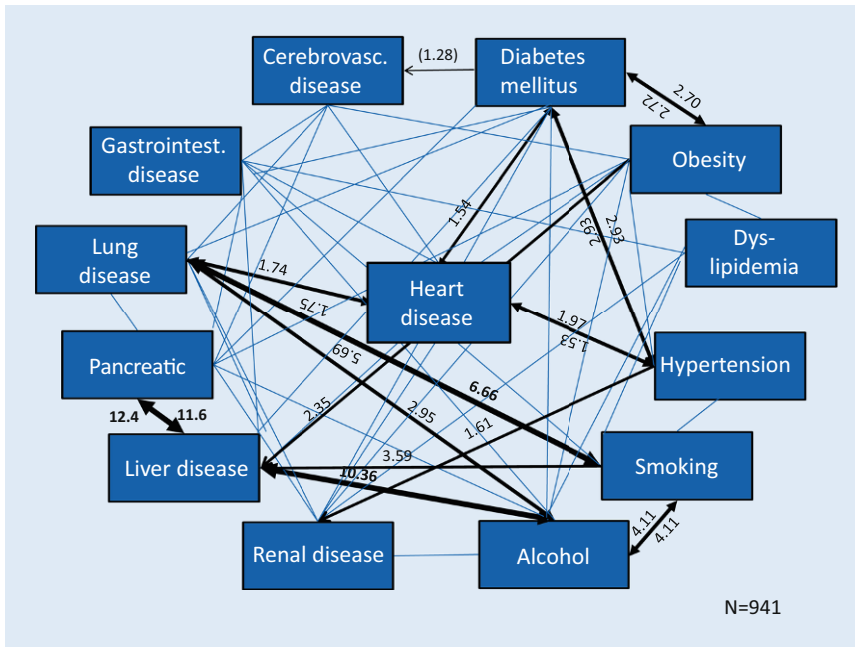 Cerebrovasc.
disease
(1.28)
Diabetes
mellitus
2.70
2.72
Gastrointest.
disease
Obesity
1.54
2.93
2.93
Lung
disease
Dys-
lipidemia
1.74
1.75
Heart
disease
1.97
1.53
Pancreatic
5.69
Hypertension
6.66
12.4
11.6
2.35
2.95
1.61
Liver disease
3.59
10.36
Smoking
4.11
4.11
Renal disease
Alcohol
N=941